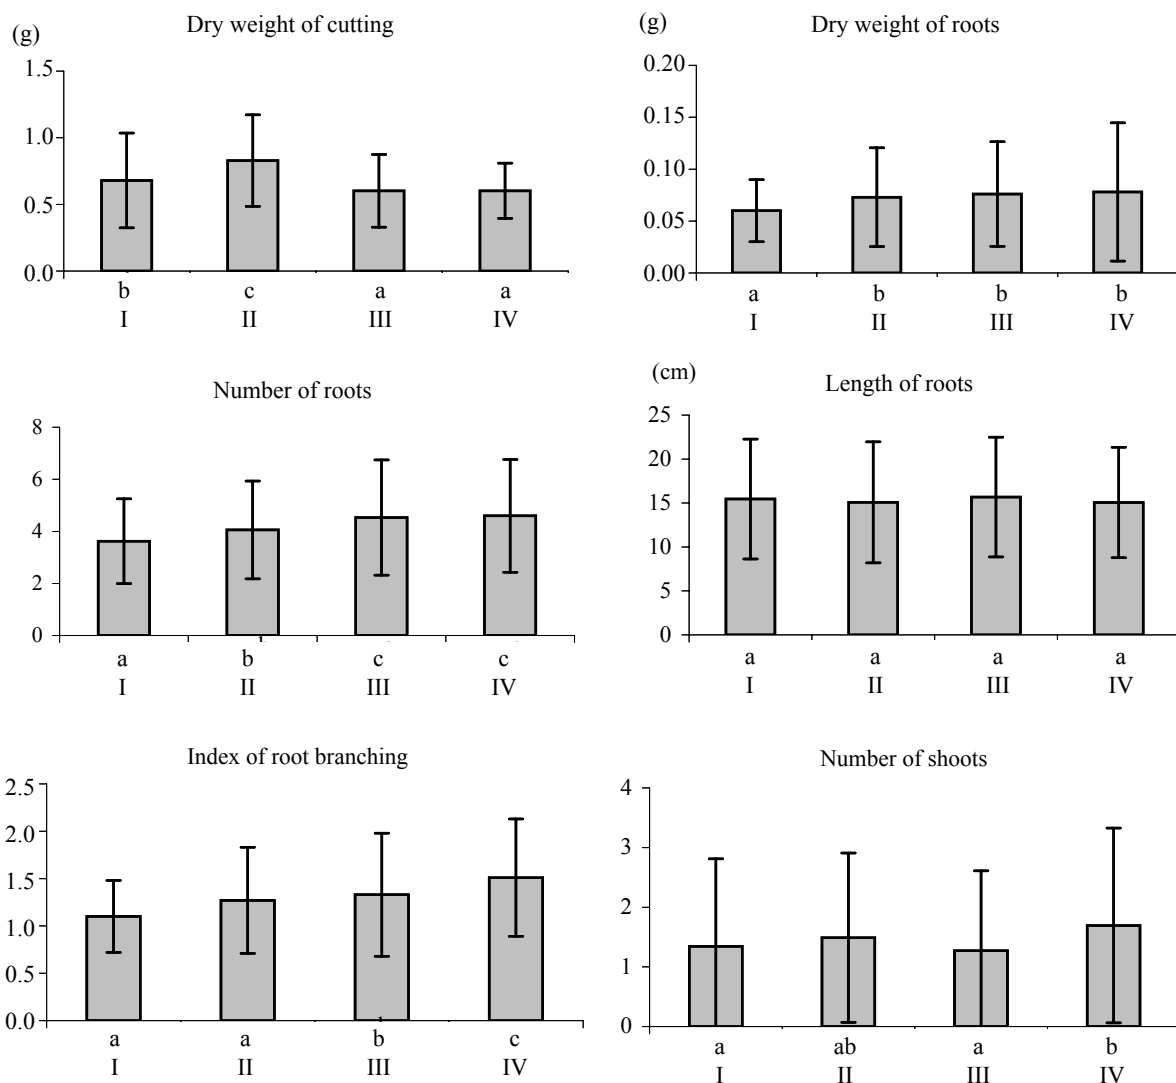 Dry weight of cutting
(g)
1.5
1.0
0.5
0.0
b c a a
I II III IV
Dry weight of roots
(g)
0.20
0.15
0.10
0.05
0.00
a b b b
I II III IV
Number of roots
8
6
4
2
0
a b c c
I II III IV
Length of roots
(cm)
25
20
15
10
5
0
a a a a
I II III IV
Index of root branching
2.5
2.0
1.5
1.0
0.5
0.0
a a b c
I II III IV
Number of shoots
4
3
2
1
0
a ab a b
I II III IV